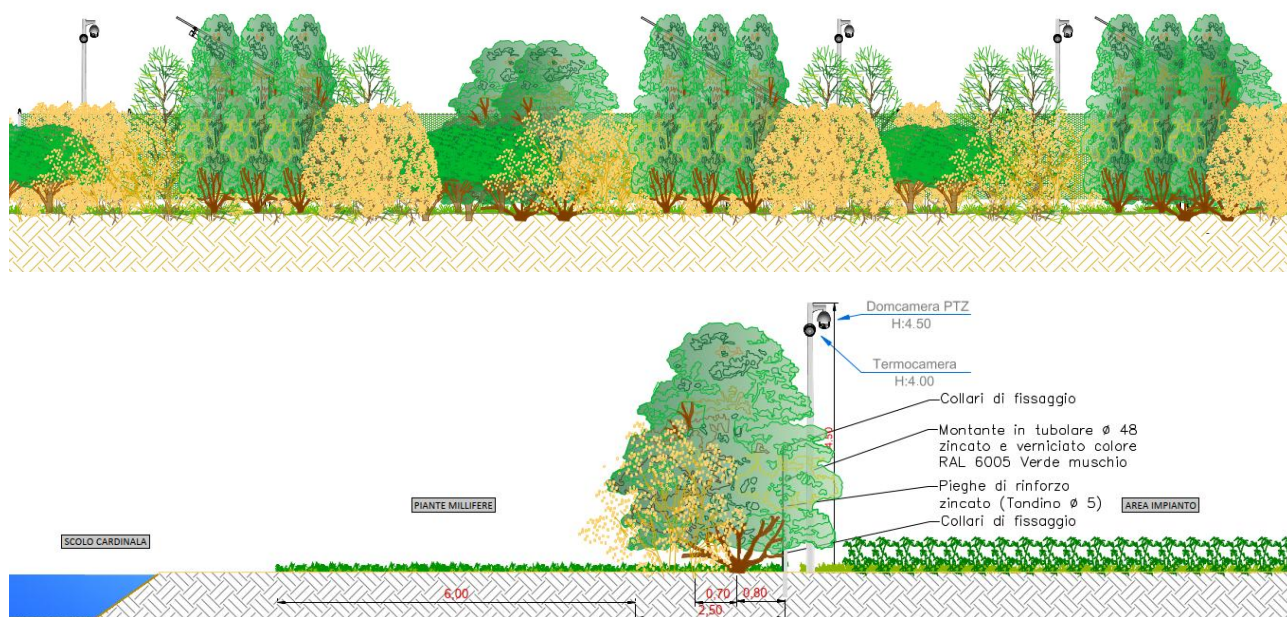 Domcamera PTZ
H:4.50
Termocamera
H:4.00
Collari di fissaggio
4.50
Montante in tubolare ø 48
zincato e verniciato colore
RAL 6005 Verde muschio
Pieghe di rinforzo
zincato (Tondino ø 5)
Collari di fissaggio
PIANTE MILLIFERE
AREA IMPIANTO
SCOLO CARDINALA
6,00
0,70
0,80
2,50